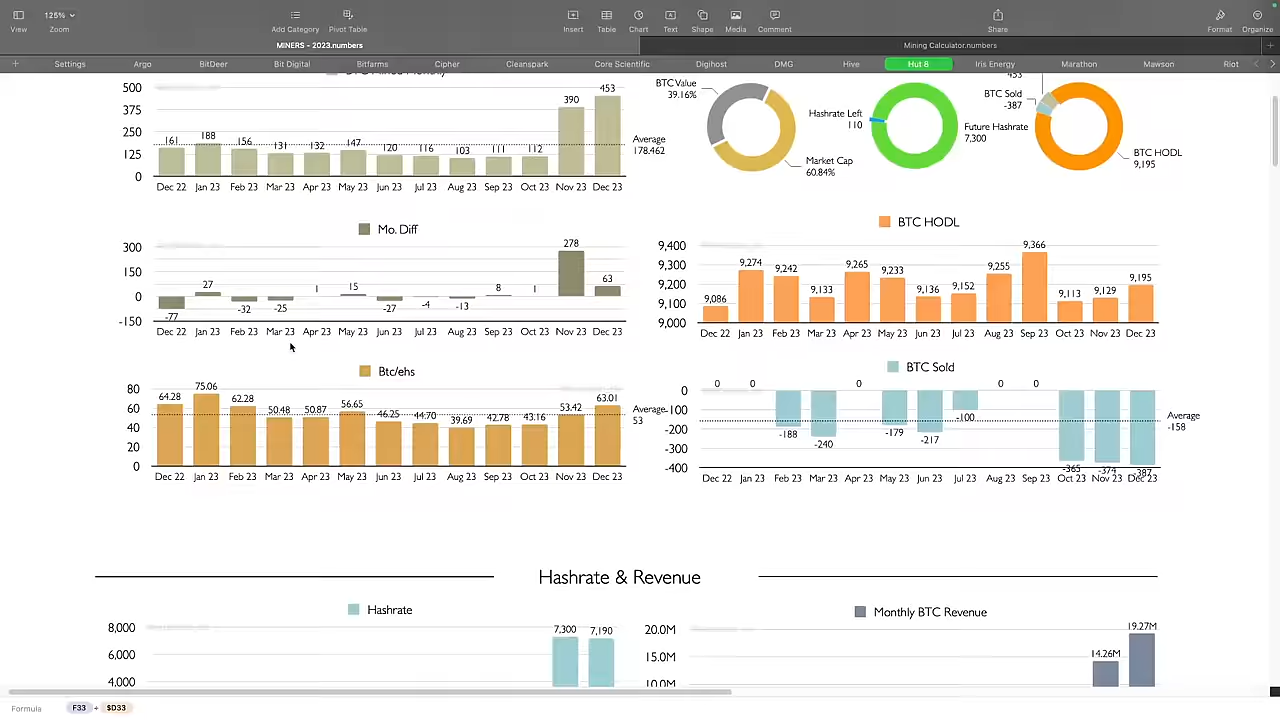 125%
View
Zoom
Add Category
Pivot Table
Insert
Table
Chart
Text
Shape
Media
Comment
Share
Format
Organize
MINERS - 2023.numbers
Mining Calculator.numbers
Settings
Argo
BitDeer
Bit Digital
Bitfarms
Cipher
Cleanspark
Core Scientific
Digihost
DMG
Hive
Hut 8
Iris Energy
Marathon
Mawson
Riot
500
375
250
125
0
161
188
156
131
132
147
120
116
103
111
112
390
453
Average
178.462
Dec 22 Jan 23 Feb 23 Mar 23 Apr 23 May 23 Jun 23 Jul 23 Aug 23 Sep 23 Oct 23 Nov 23 Dec 23
BTC Value
39.16%
Market Cap
60.84%
Hashrate Left
110
Future Hashrate
7,300
453
BTC Sold
-387
BTC HODL
9,195
Mo. Diff
300
150
0
-150
-77
27
-32
-25
1
15
-27
-4
-13
8
1
278
63
Dec 22 Jan 23 Feb 23 Mar 23 Apr 23 May 23 Jun 23 Jul 23 Aug 23 Sep 23 Oct 23 Nov 23 Dec 23
BTC HODL
9,400
9,300
9,200
9,100
9,000
9,086
9,274
9,242
9,133
9,265
9,233
9,136
9,152
9,255
9,366
9,113
9,129
9,195
Dec 22 Jan 23 Feb 23 Mar 23 Apr 23 May 23 Jun 23 Jul 23 Aug 23 Sep 23 Oct 23 Nov 23 Dec 23
Btc/ehs
80
60
40
20
0
64.28
75.06
62.28
50.48
50.87
56.65
46.25
44.70
39.69
42.78
43.16
53.42
63.01
Average
53
Dec 22 Jan 23 Feb 23 Mar 23 Apr 23 May 23 Jun 23 Jul 23 Aug 23 Sep 23 Oct 23 Nov 23 Dec 23
BTC Sold
0
-100
-200
-300
-400
0
0
-188
-240
0
-179
-217
-100
0
0
-365
-374
-387
Average
-158
Dec 22 Jan 23 Feb 23 Mar 23 Apr 23 May 23 Jun 23 Jul 23 Aug 23 Sep 23 Oct 23 Nov 23 Dec 23
Hashrate & Revenue
Hashrate
8,000
6,000
4,000
7,300
7,190
Monthly BTC Revenue
20.0M
15.0M
10.0M
14.26M
19.27M
Formula
F33 + $D33